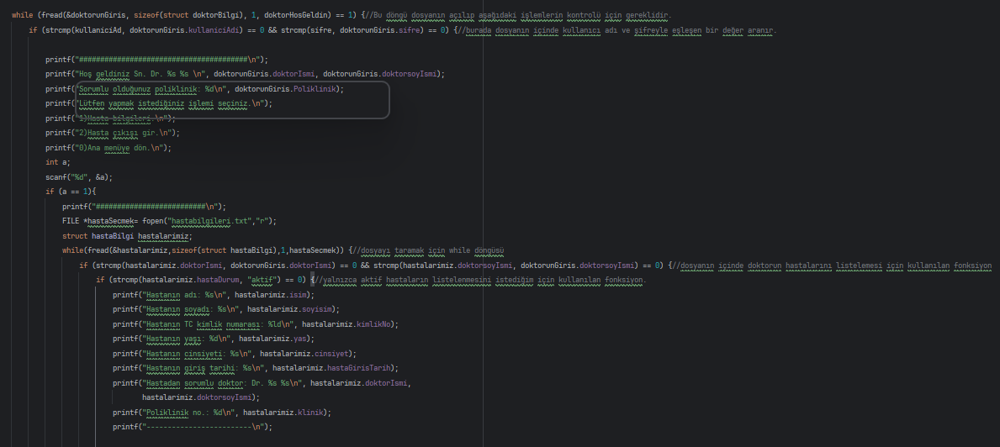 while (fread(&doktorunGiris, sizeof(struct doktorBilgi), 1, doktorHosGeldin) == 1) {//Bu döngü dosyanın açılıp aşağıdaki işlemlerin kontrolü için gereklidir.
if (strcmp(kullaniciAd, doktorunGiris.kullaniciAdi) == 0 && strcmp(sifre, doktorunGiris.sifre) == 0) {//burada dosyanın içinde kullanıcı adı ve şifreyle eşleşen bir değer aranır.
printf("########################################\n");
printf("Hoş geldiniz Sn. Dr. %s %s \n", doktorunGiris.doktorIsmi, doktorunGiris.doktorsoyIsmi);
printf("Sorumlu olduğunuz poliklinik: %d\n", doktorunGiris.Poliklinik);
printf("Lütfen yapmak istediğiniz işlemi seçiniz.\n");
printf("1)Hasta bilgileri.\n");
printf("2)Hasta çıkışı gir.\n");
printf("0)Ana menüye dön.\n");
int a;
scanf("%d", &a);
if (a == 1){
printf("##########################\n");
FILE *hastaSecmek= fopen("hastabilgileri.txt","r");
struct hastaBilgi hastalarimiz;
while(fread(&hastalarimiz,sizeof(struct hastaBilgi),1,hastaSecmek)) {//dosyayı taramak için while döngüsü
if (strcmp(hastalarimiz.doktorIsmi, doktorunGiris.doktorIsmi) == 0 && strcmp(hastalarimiz.doktorsoyIsmi, doktorunGiris.doktorsoyIsmi) == 0) {//dosyanın içinde doktorun hastalarını listelemesi için kullanılan fonksiyon
if (strcmp(hastalarimiz.hastaDurum, "aktif") == 0) {//yalnızca aktif hastaların listelenmesini istediğim için kullanılan fonksiyon.
printf("Hastanın adı: %s\n", hastalarimiz.isim);
printf("Hastanın soyadı: %s\n", hastalarimiz.soyisim);
printf("Hastanın TC kimlik numarası: %ld\n", hastalarimiz.kimlikNo);
printf("Hastanın yaşı: %d\n", hastalarimiz.yas);
printf("Hastanın cinsiyeti: %s\n", hastalarimiz.cinsiyet);
printf("Hastanın giriş tarihi: %s\n", hastalarimiz.hastaGirisTarih);
printf("Hastadan sorumlu doktor: Dr. %s %s\n", hastalarimiz.doktorIsmi,
hastalarimiz.doktorsoyIsmi);
printf("Poliklinik no.: %d\n", hastalarimiz.klinik);
printf("-------------------------\n");